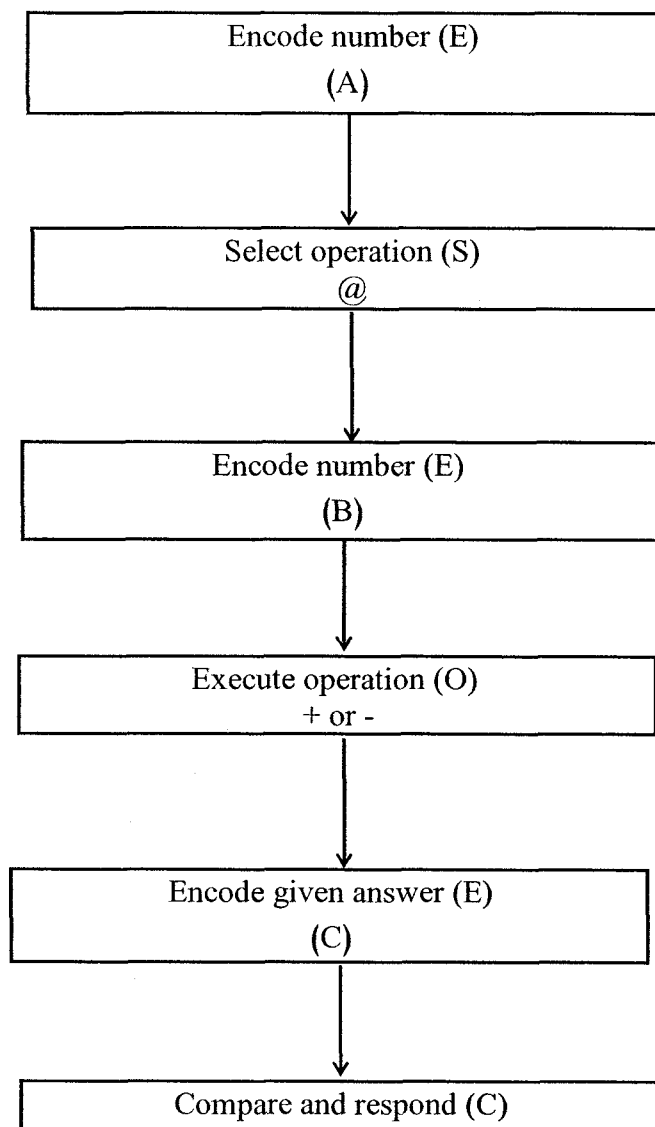 Encode number (E)
(A)
Select operation (S)
@
Encode number (E)
(B)
Execute operation (O)
+ or -
Encode given answer (E)
(C)
Compare and respond (C)